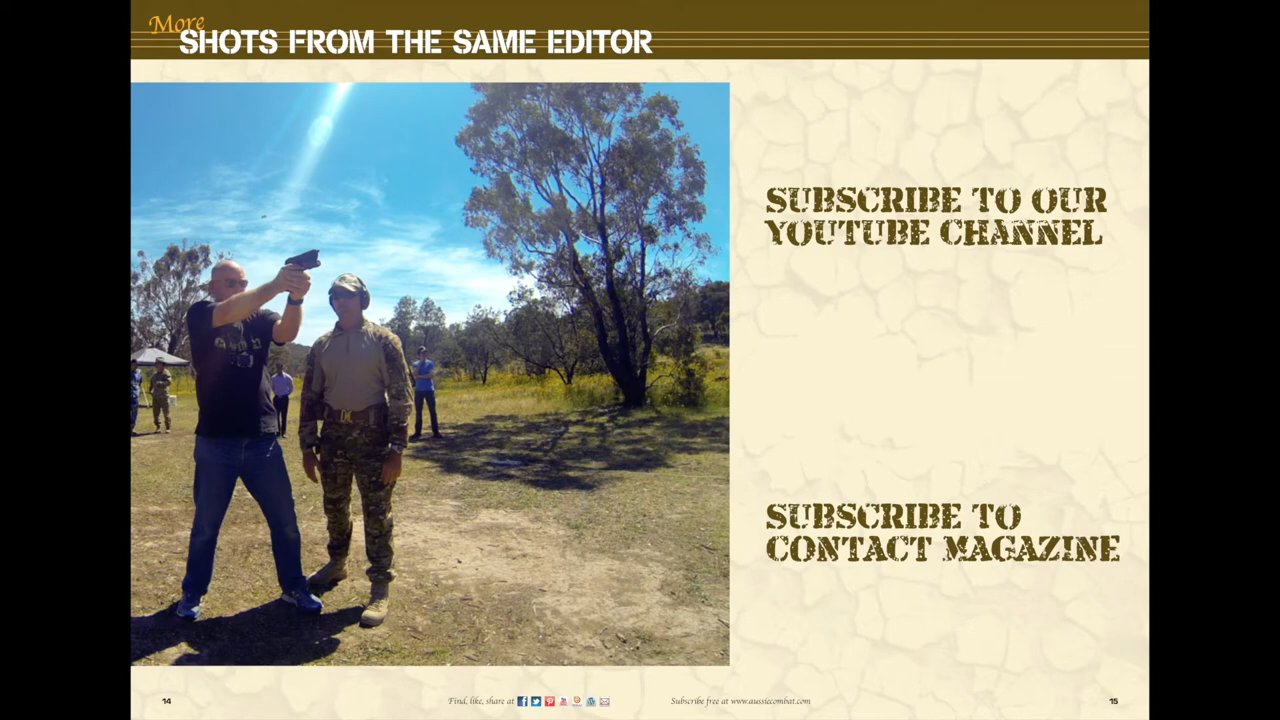 More
SHOTS FROM THE SAME EDITOR
SUBSCRIBE TO OUR
YOUTUBE CHANNEL
SUBSCRIBE TO
CONTACT MAGAZINE
14
Find, like, share at
Subscribe free at www.aussiecombat.com
15